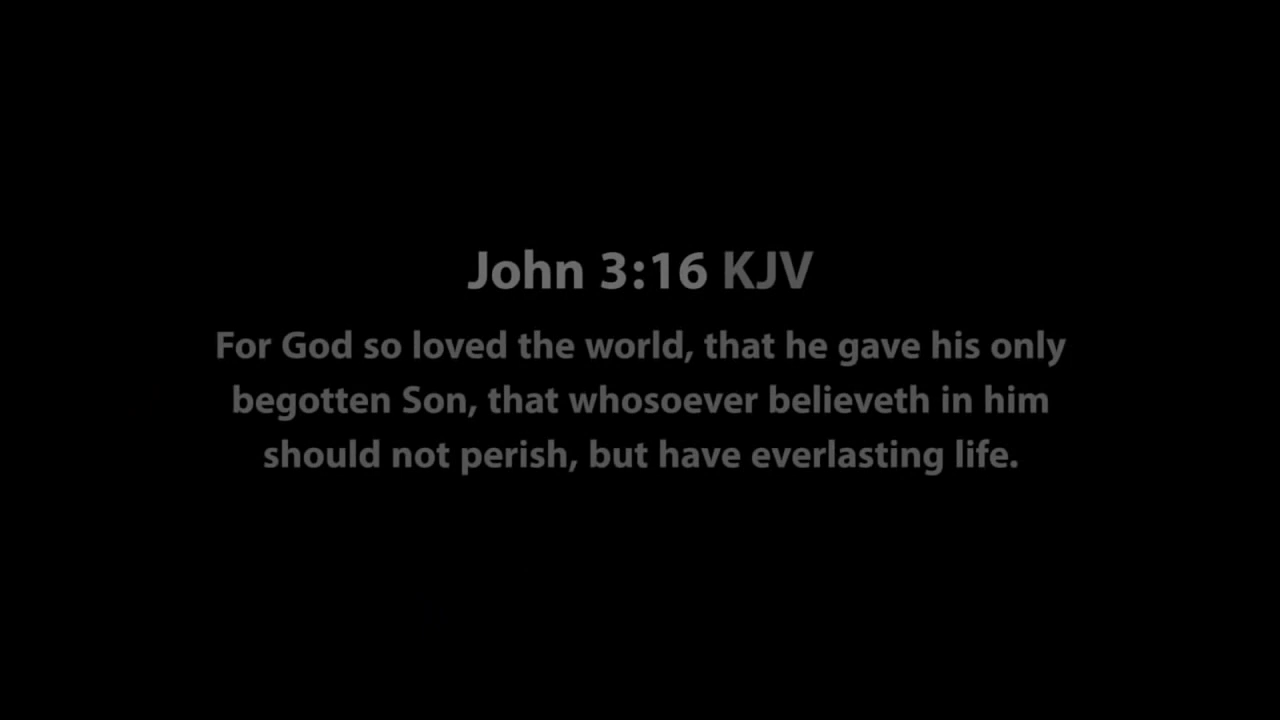 John 3:16 KJV
For God so loved the world, that he gave his only
begotten Son, that whosoever believeth in him
should not perish, but have everlasting life.